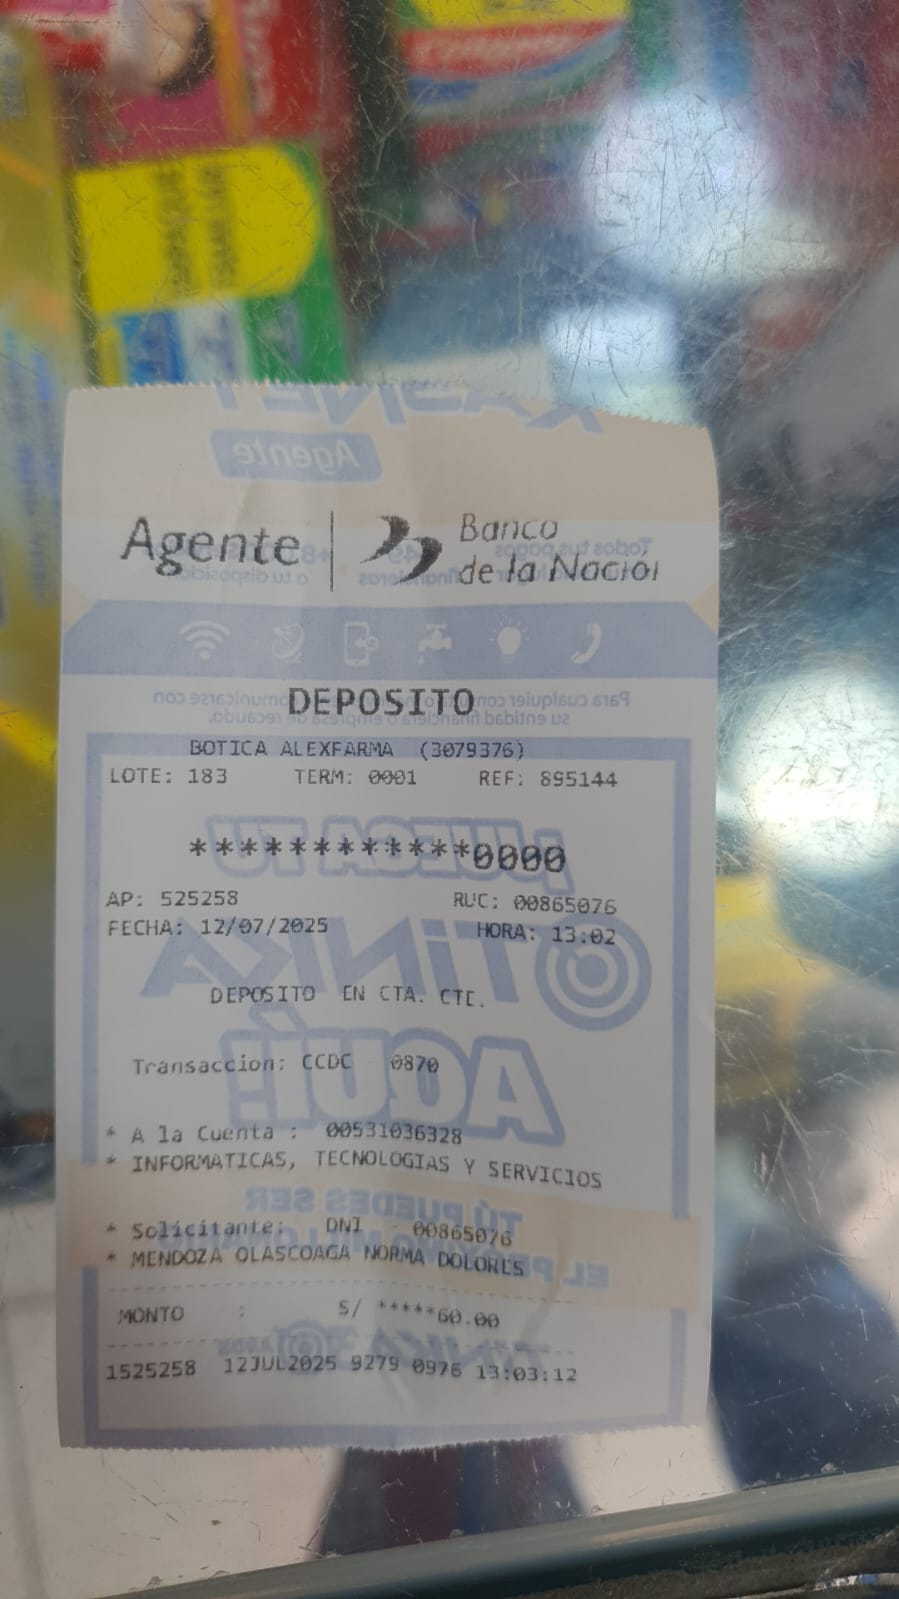 Agente
Banco
de la Nacion
DEPOSITO
BOTICA ALEXFARMA (3079376)
LOTE: 183 TERM: 0001 REF: 895144
************0000
AP: 525258 RUC: 00865076
FECHA: 12/07/2025 HORA: 13:02
DEPOSITO EN CTA. CTE.
Transaccion: CCDC - 0870
* A la Cuenta : 00531036328
* INFORMATICAS, TECNOLOGIAS Y SERVICIOS
* Solicitante: DNI - 00865076
* MENDOZA OLASCOAGA NORMA DOLORES
MONTO : S/ *****60.00
1525258 12JUL2025 9279 0976 13:03:12